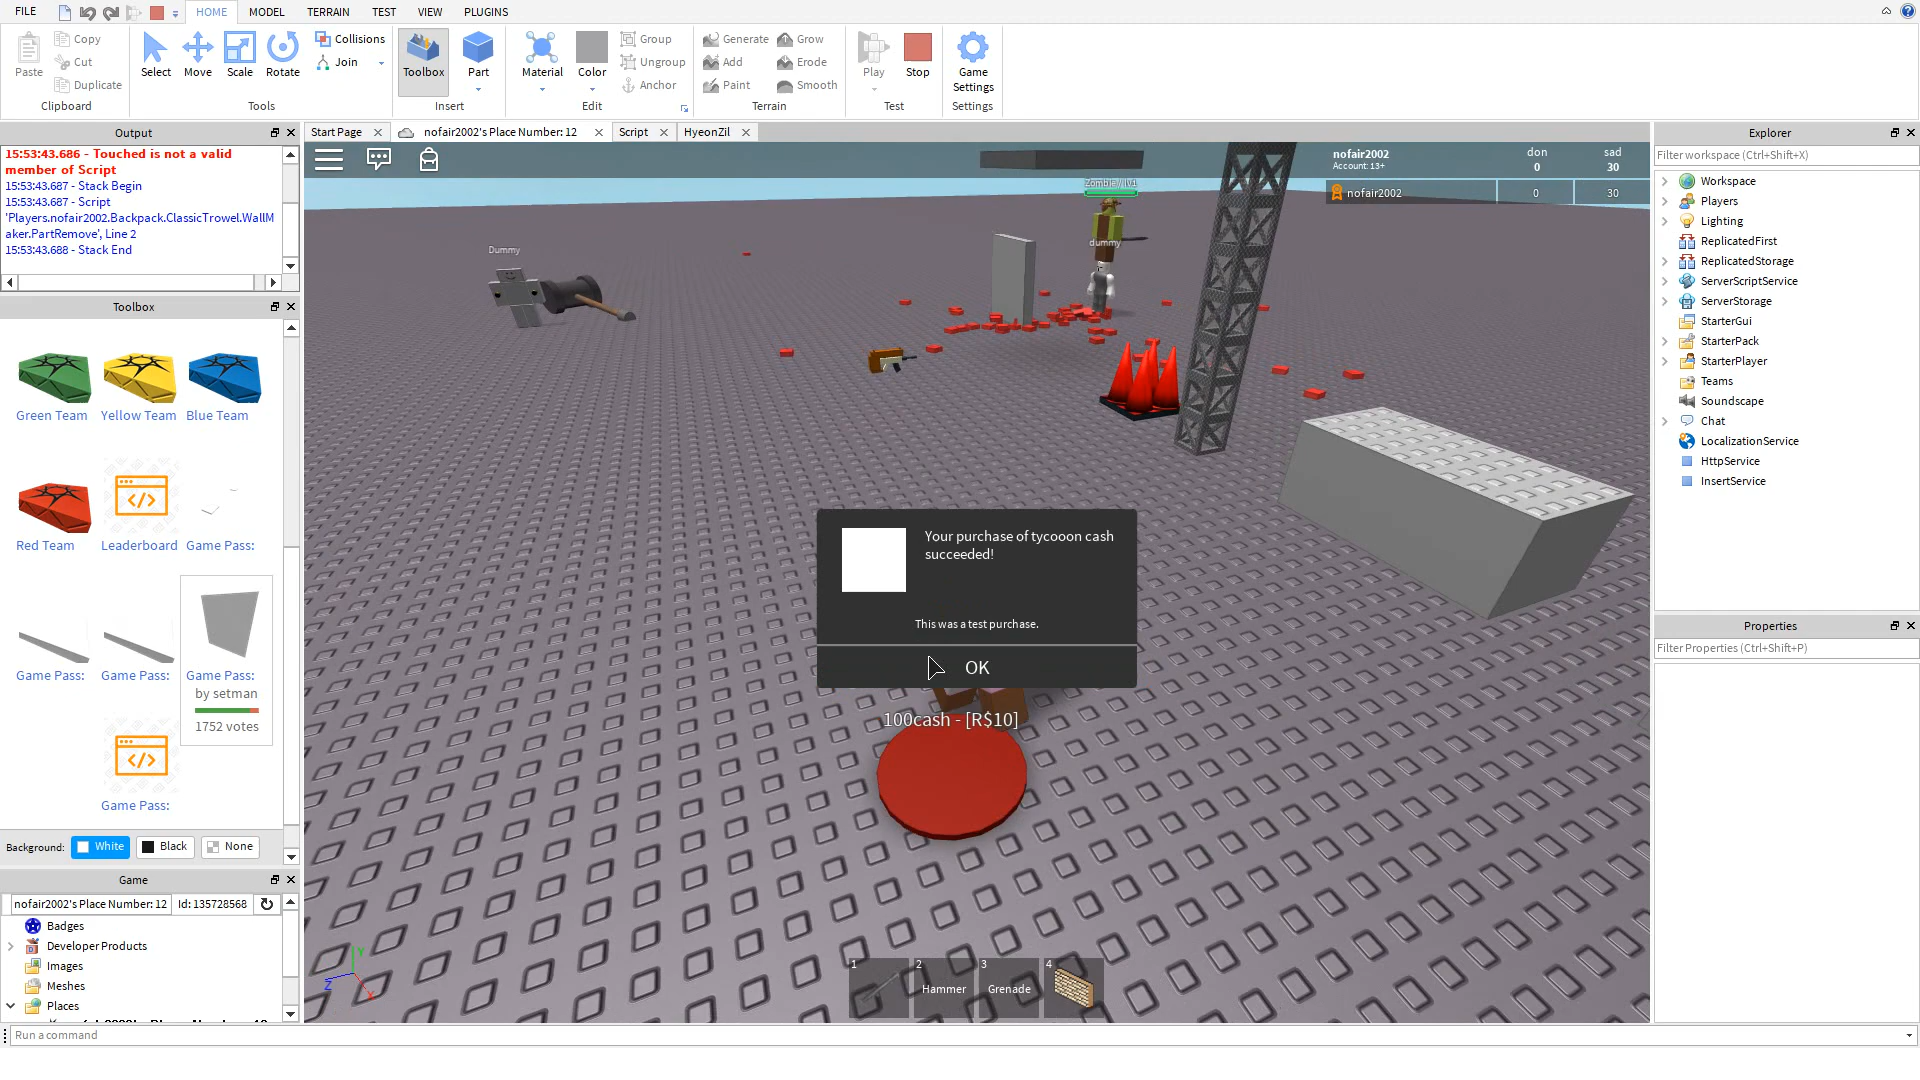 FILE
HOME
MODEL
TERRAIN
TEST
VIEW
PLUGINS
Paste
Copy
Cut
Duplicate
Clipboard
Select
Move
Scale
Rotate
Collisions
Join
Tools
Toolbox
Part
Insert
Material
Color
Group
Ungroup
Anchor
Edit
Generate
Add
Paint
Grow
Erode
Smooth
Terrain
Play
Stop
Test
Game
Settings
Settings
Output
15:53:43.686 - Touched is not a valid
member of Script
15:53:43.687 - Stack Begin
15:53:43.687 - Script
'Players.nofair2002.Backpack.ClassicTrowel.WallM
aker.PartRemove', Line 2
15:53:43.688 - Stack End
Toolbox
Green Team
Yellow Team
Blue Team
Red Team
Leaderboard
Game Pass:
Game Pass:
Game Pass:
Game Pass:
by setman
1752 votes
Game Pass:
Background:
White
Black
None
Game
nofair2002's Place Number: 12
Id: 135728568
Badges
Developer Products
Images
Meshes
Places
Run a command
Start Page
nofair2002's Place Number: 12
Script
HyeonZil
nofair2002
Account: 13+
don
0
sad
30
nofair2002
0
30
Zombie / lv1
dummy
Dummy
Your purchase of tycooon cash
succeeded!
This was a test purchase.
OK
100cash - [R$10]
1
2
Hammer
3
Grenade
4
Y
Z
X
Explorer
Filter workspace (Ctrl+Shift+X)
Workspace
Players
Lighting
ReplicatedFirst
ReplicatedStorage
ServerScriptService
ServerStorage
StarterGui
StarterPack
StarterPlayer
Teams
Soundscape
Chat
LocalizationService
HttpService
InsertService
Properties
Filter Properties (Ctrl+Shift+P)